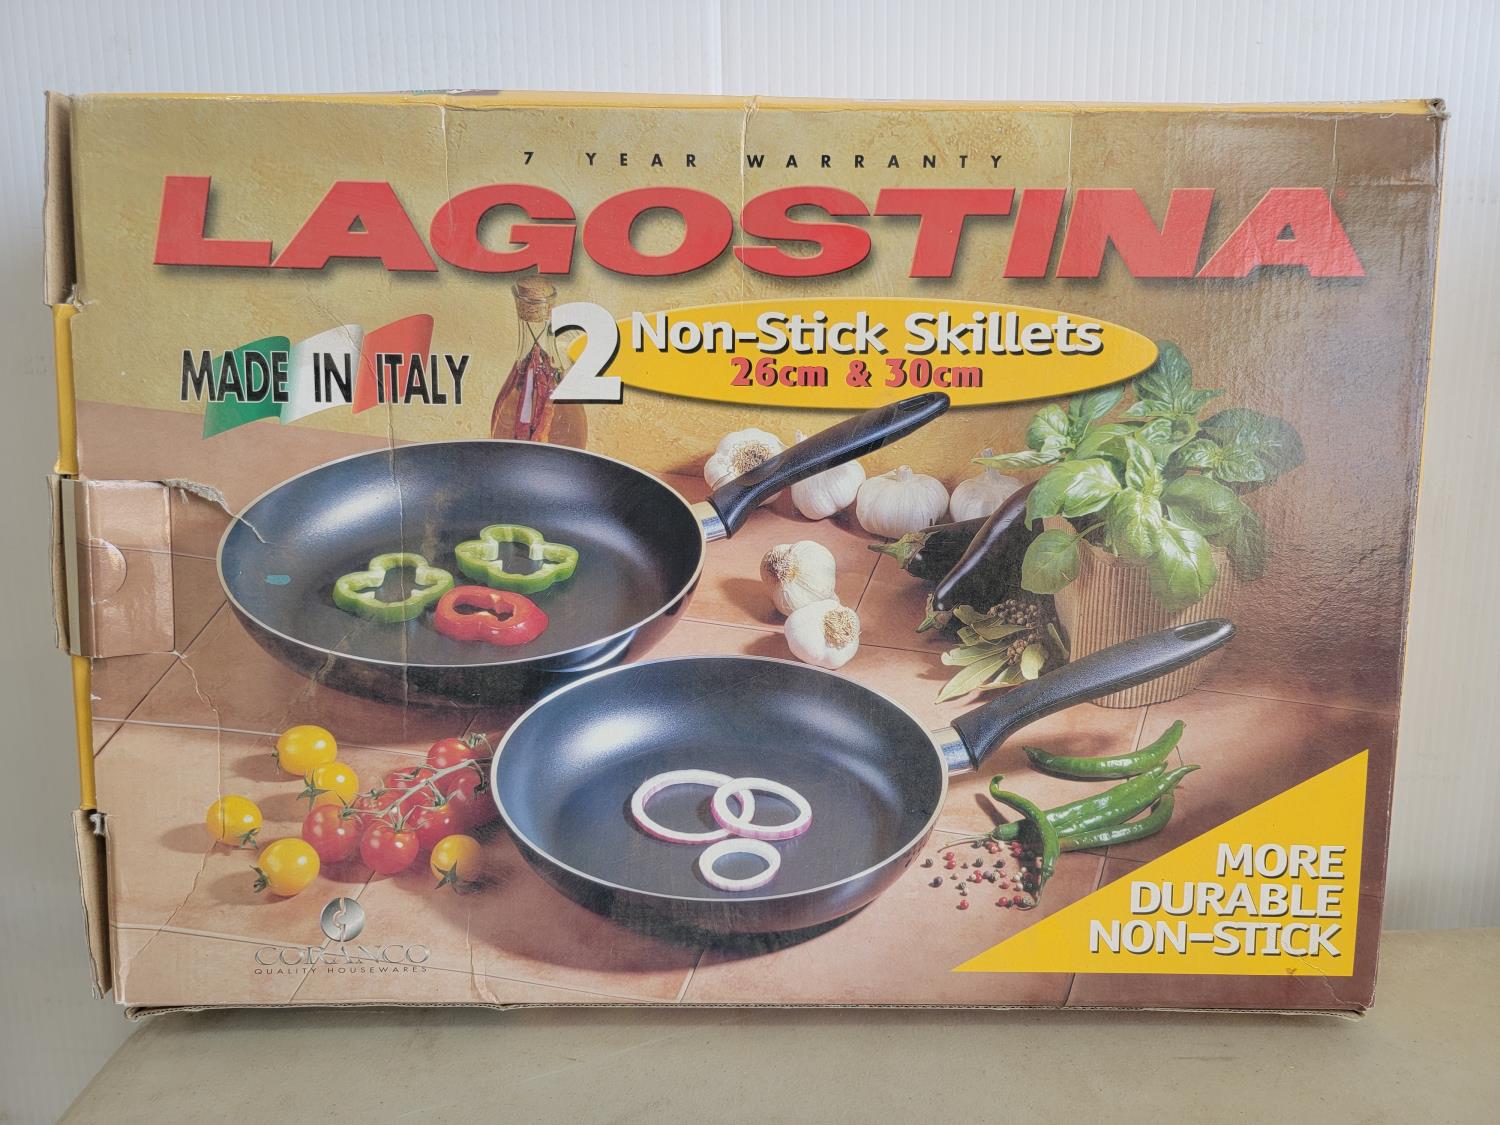 7 YEAR WARRANTY
LAGOSTINA
MADE IN ITALY
2 Non-Stick Skillets
26cm & 30cm
MORE
DURABLE
NON-STICK
CORANCO
QUALITY HOUSEWARES